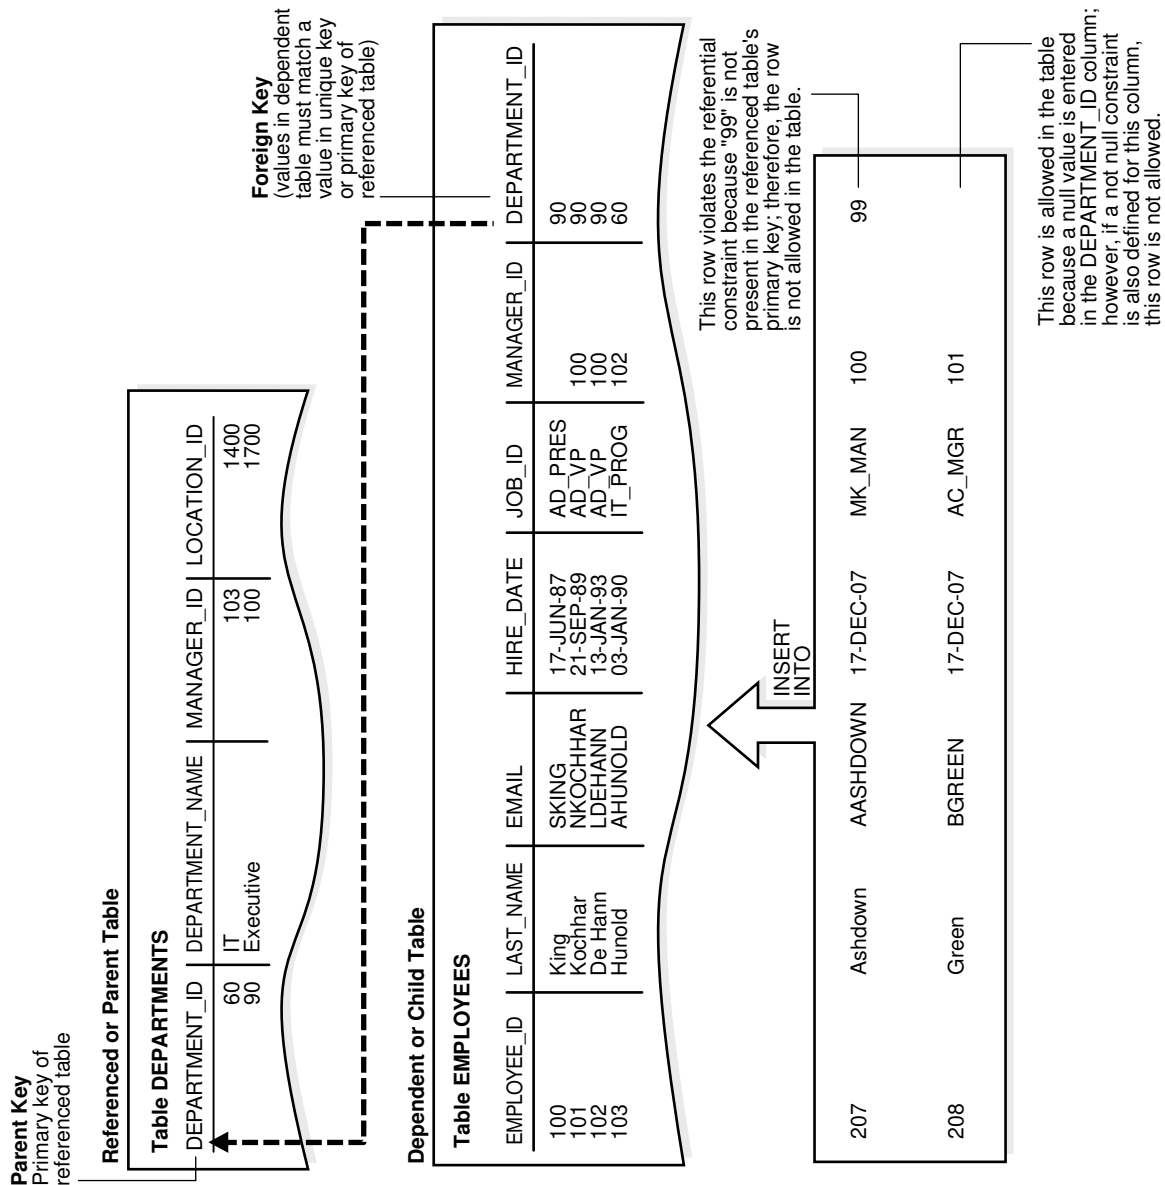 Parent Key
Primary key of
referenced table
Referenced or Parent Table
Table DEPARTMENTS
DEPARTMENT_ID DEPARTMENT_NAME MANAGER_ID LOCATION_ID
60 IT 103 1400
90 Executive 100 1700
Foreign Key
(values in dependent
table must match a
value in unique key
or primary key of
referenced table)
Dependent or Child Table
Table EMPLOYEES
EMPLOYEE_ID LAST_NAME EMAIL HIRE_DATE JOB_ID MANAGER_ID DEPARTMENT_ID
100 King SKING 17-JUN-87 AD_PRES 90
101 Kochhar NKOCHHAR 21-SEP-89 AD_VP 100 90
102 De Hann LDEHANN 13-JAN-93 AD_VP 100 90
103 Hunold AHUNOLD 03-JAN-90 IT_PROG 102 60
INSERT
INTO
This row violates the referential
constraint because "99" is not
present in the referenced table's
primary key; therefore, the row
is not allowed in the table.
207 Ashdown AASHDOWN 17-DEC-07 MK_MAN 100 99
208 Green BGREEN 17-DEC-07 AC_MGR 101
This row is allowed in the table
because a null value is entered
in the DEPARTMENT_ID column;
however, if a not null constraint
is also defined for this column,
this row is not allowed.